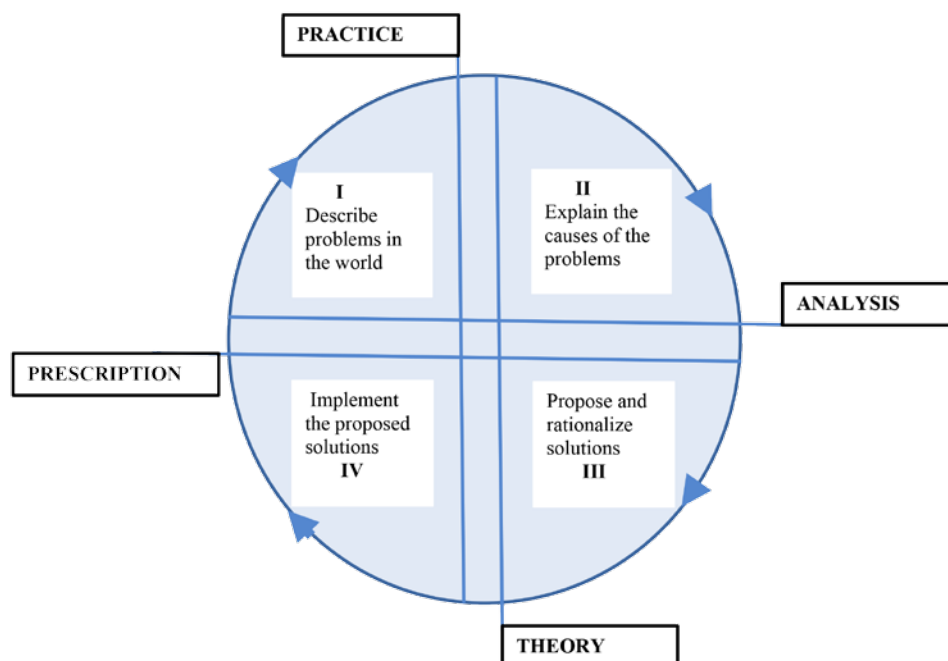 PRACTICE
I
Describe
problems in
the world
II
Explain the
causes of the
problems
ANALYSIS
PRESCRIPTION
Implement
the proposed
solutions
IV
Propose and
rationalize
solutions
III
THEORY